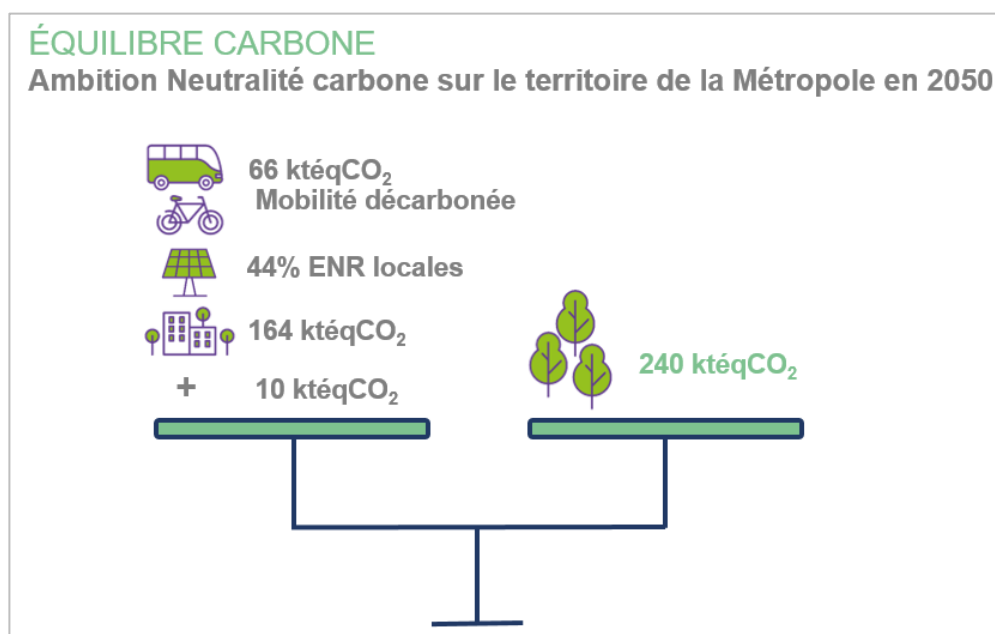 ÉQUILIBRE CARBONE
Ambition Neutralité carbone sur le territoire de la Métropole en 2050
66 ktéqCO₂
Mobilité décarbonée
44% ENR locales
164 ktéqCO₂
+ 10 ktéqCO₂
240 ktéqCO₂